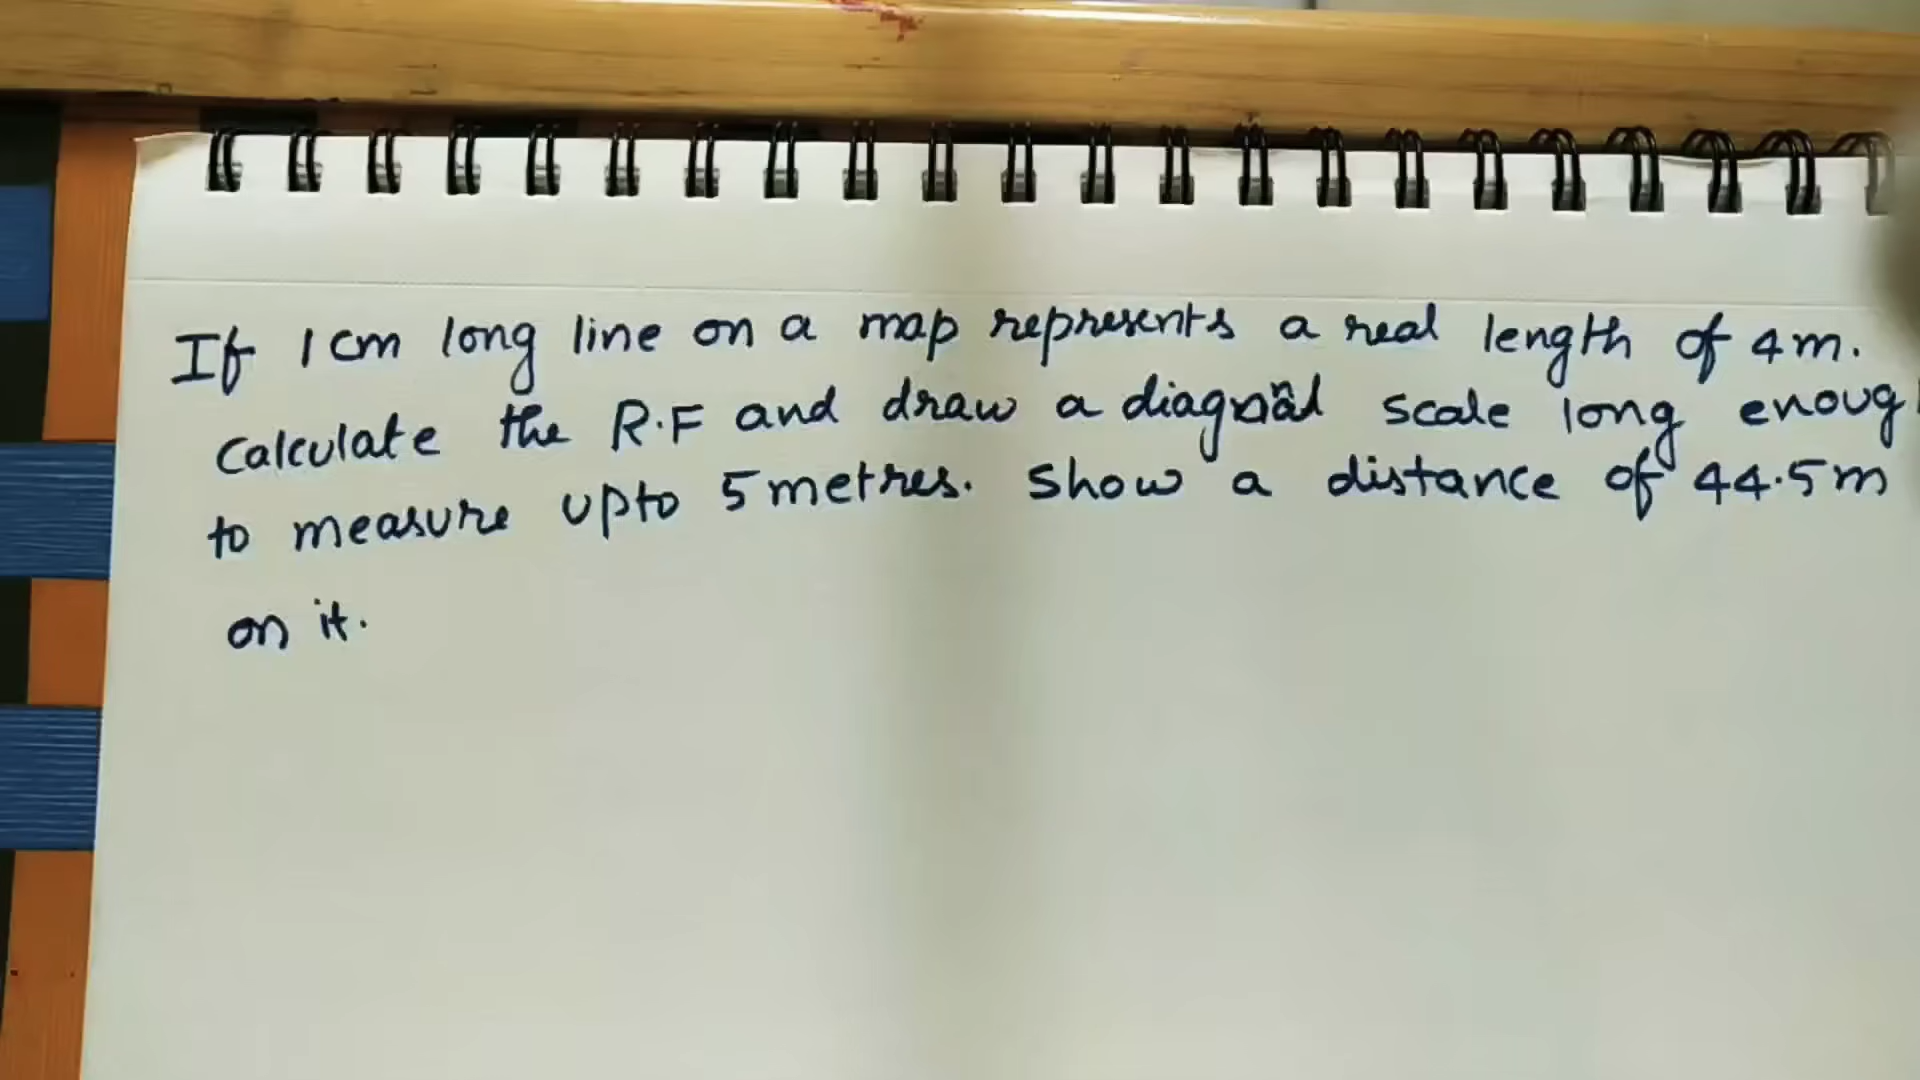 If 1cm long line on a map represents a real length of 4m.
Calculate the R.F and draw a diagnal scale long enoug
to measure upto 5 metres. Show a distance of 44.5m
on it.